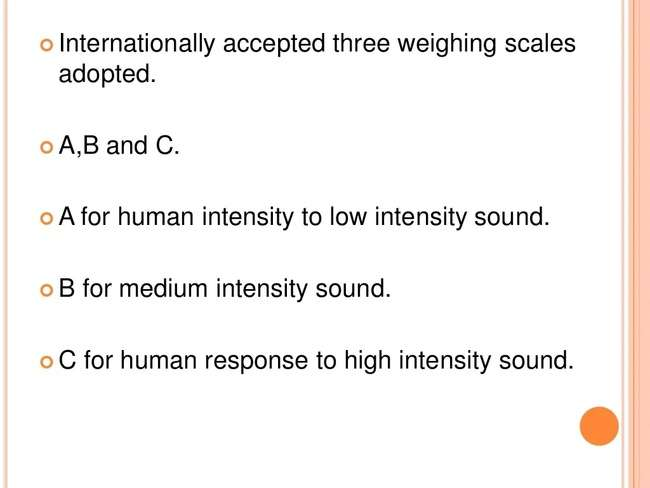 Internationally accepted three weighing scales
adopted.
A,B and C.
A for human intensity to low intensity sound.
B for medium intensity sound.
C for human response to high intensity sound.